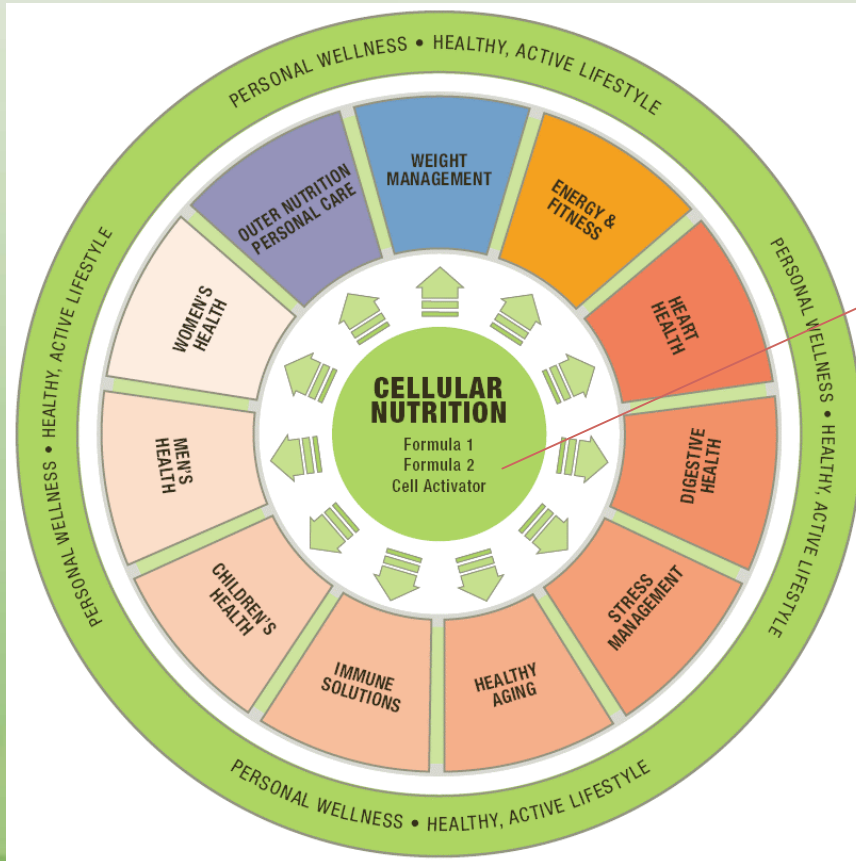 PERSONAL WELLNESS • HEALTHY, ACTIVE LIFESTYLE
PERSONAL WELLNESS • HEALTHY, ACTIVE LIFESTYLE
PERSONAL WELLNESS • HEALTHY, ACTIVE LIFESTYLE
PERSONAL WELLNESS • HEALTHY, ACTIVE LIFESTYLE
WEIGHT
MANAGEMENT
ENERGY &
FITNESS
HEART
HEALTH
DIGESTIVE
HEALTH
STRESS
MANAGEMENT
HEALTHY
AGING
IMMUNE
SOLUTIONS
CHILDREN'S
HEALTH
MEN'S
HEALTH
WOMEN'S
HEALTH
OUTER NUTRITION
PERSONAL CARE
CELLULAR
NUTRITION
Formula 1
Formula 2
Cell Activator